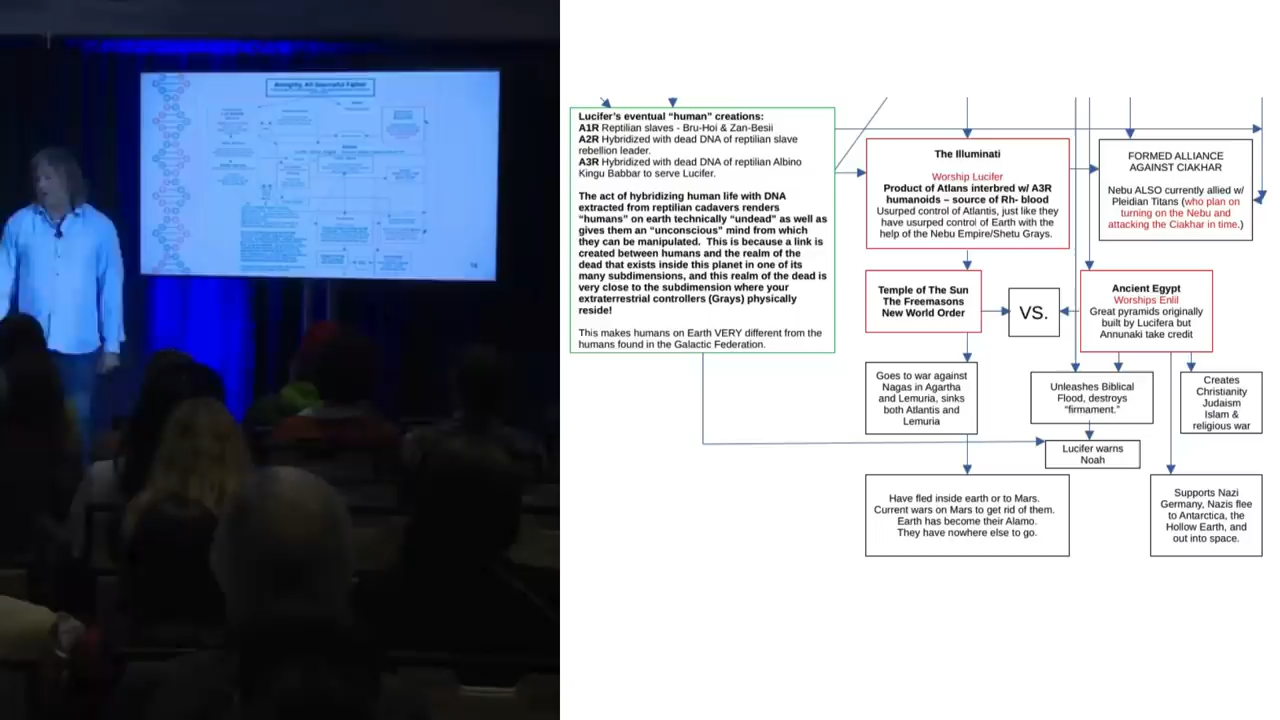 Almighty, All Sourceful Father
14
Lucifer's eventual “human” creations:
A1R Reptilian slaves - Bru-Hoi & Zan-Besii
A2R Hybridized with dead DNA of reptilian slave
rebellion leader.
A3R Hybridized with dead DNA of reptilian Albino
Kingu Babbar to serve Lucifer.
The act of hybridizing human life with DNA
extracted from reptilian cadavers renders
“humans” on earth technically “undead” as well as
gives them an “unconscious” mind from which
they can be manipulated. This is because a link is
created between humans and the realm of the
dead that exists inside this planet in one of its
many subdimensions, and this realm of the dead is
very close to the subdimension where your
extraterrestrial controllers (Grays) physically
reside!
This makes humans on Earth VERY different from the
humans found in the Galactic Federation.
The Illuminati
Worship Lucifer
Product of Atlans interbred w/ A3R
humanoids – source of Rh- blood
Usurped control of Atlantis, just like they
have usurped control of Earth with the
help of the Nebu Empire/Shetu Grays.
FORMED ALLIANCE
AGAINST CIAKHAR
Nebu ALSO currently allied w/
Pleidian Titans (who plan on
turning on the Nebu and
attacking the Ciakhar in time.)
Temple of The Sun
The Freemasons
New World Order
VS.
Ancient Egypt
Worships Enlil
Great pyramids originally
built by Lucifera but
Annunaki take credit
Goes to war against
Nagas in Agartha
and Lemuria, sinks
both Atlantis and
Lemuria
Unleashes Biblical
Flood, destroys
“firmament.”
Creates
Christianity
Judaism
Islam &
religious war
Lucifer warns
Noah
Have fled inside earth or to Mars.
Current wars on Mars to get rid of them.
Earth has become their Alamo.
They have nowhere else to go.
Supports Nazi
Germany, Nazis flee
to Antarctica, the
Hollow Earth, and
out into space.